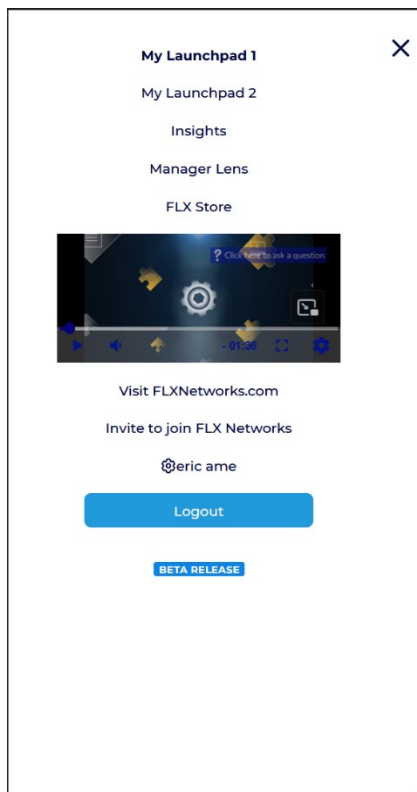 My Launchpad 1
My Launchpad 2
Insights
Manager Lens
FLX Store
? Click here to ask a question
- 01:36
Visit FLXNetworks.com
Invite to join FLX Networks
eric ame
Logout
BETA RELEASE